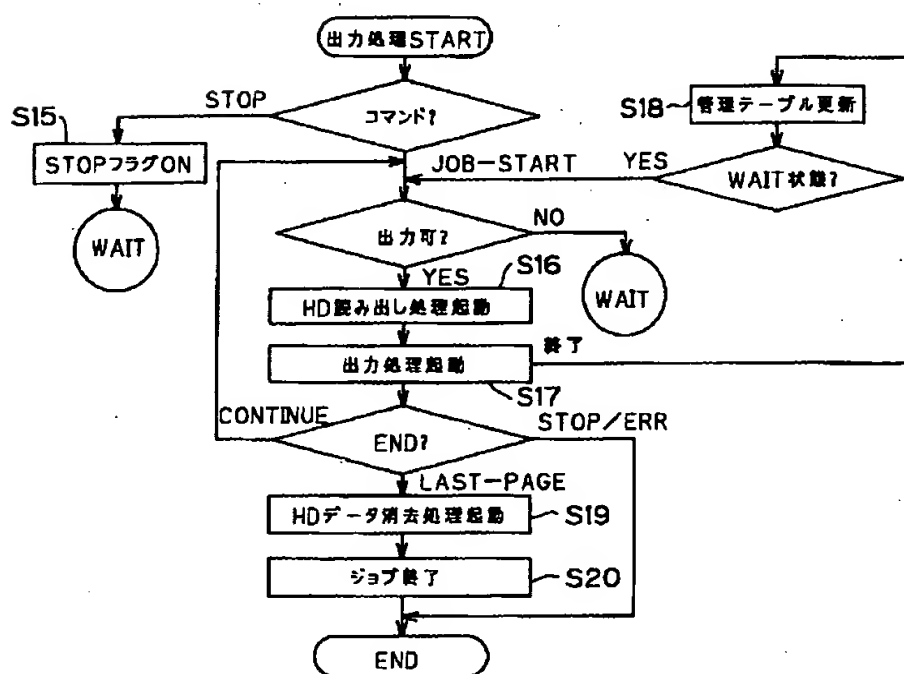 出力処理START
コマンド?
STOP
S15
STOPフラグON
WAIT
S18
管理テーブル更新
JOB-START
YES
WAIT状態?
出力可?
NO
WAIT
YES
S16
HD読み出し処理起動
出力処理起動
終了
S17
CONTINUE
END?
STOP/ERR
LAST-PAGE
HDデータ消去処理起動
S19
ジョブ終了
S20
END